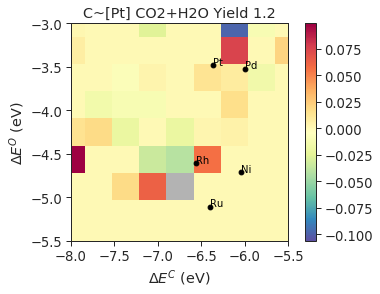 C~[Pt] CO2+H2O Yield 1.2
ΔE^O (eV)
−3.0
−3.5
−4.0
−4.5
−5.0
−5.5
Pt
Pd
Rh
Ni
Ru
−8.0 −7.5 −7.0 −6.5 −6.0 −5.5
ΔE^C (eV)
0.075
0.050
0.025
0.000
−0.025
−0.050
−0.075
−0.100